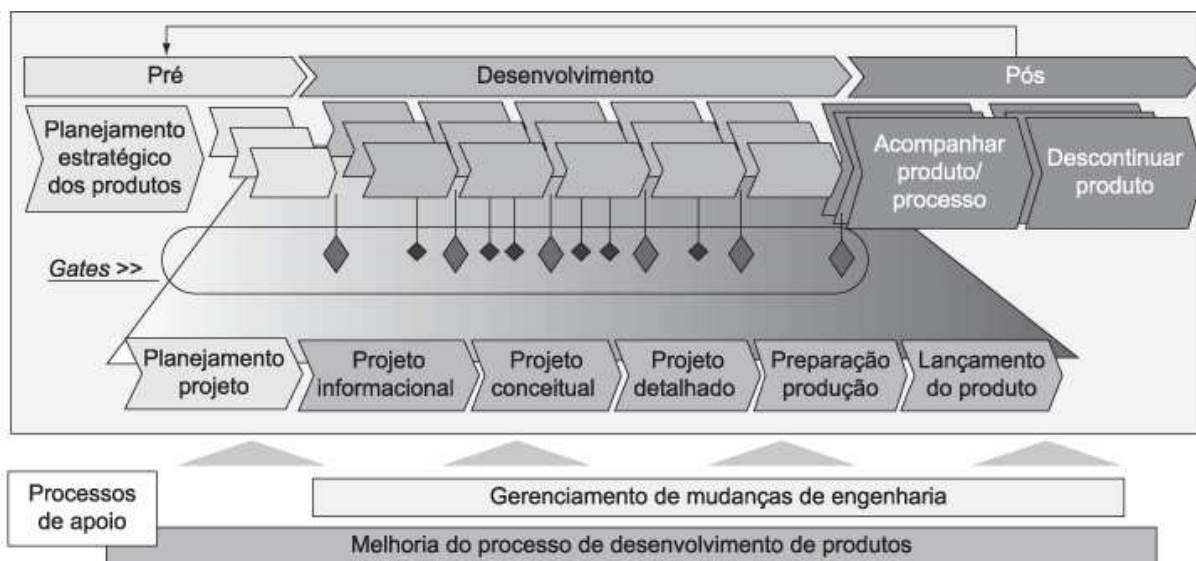 Pré
Desenvolvimento
Pós
Planejamento
estratégico
dos produtos
Acompanhar
produto/
processo
Descontinuar
produto
Gates >>
Planejamento
projeto
Projeto
informacional
Projeto
conceitual
Projeto
detalhado
Preparação
produção
Lançamento
do produto
Processos
de apoio
Gerenciamento de mudanças de engenharia
Melhoria do processo de desenvolvimento de produtos